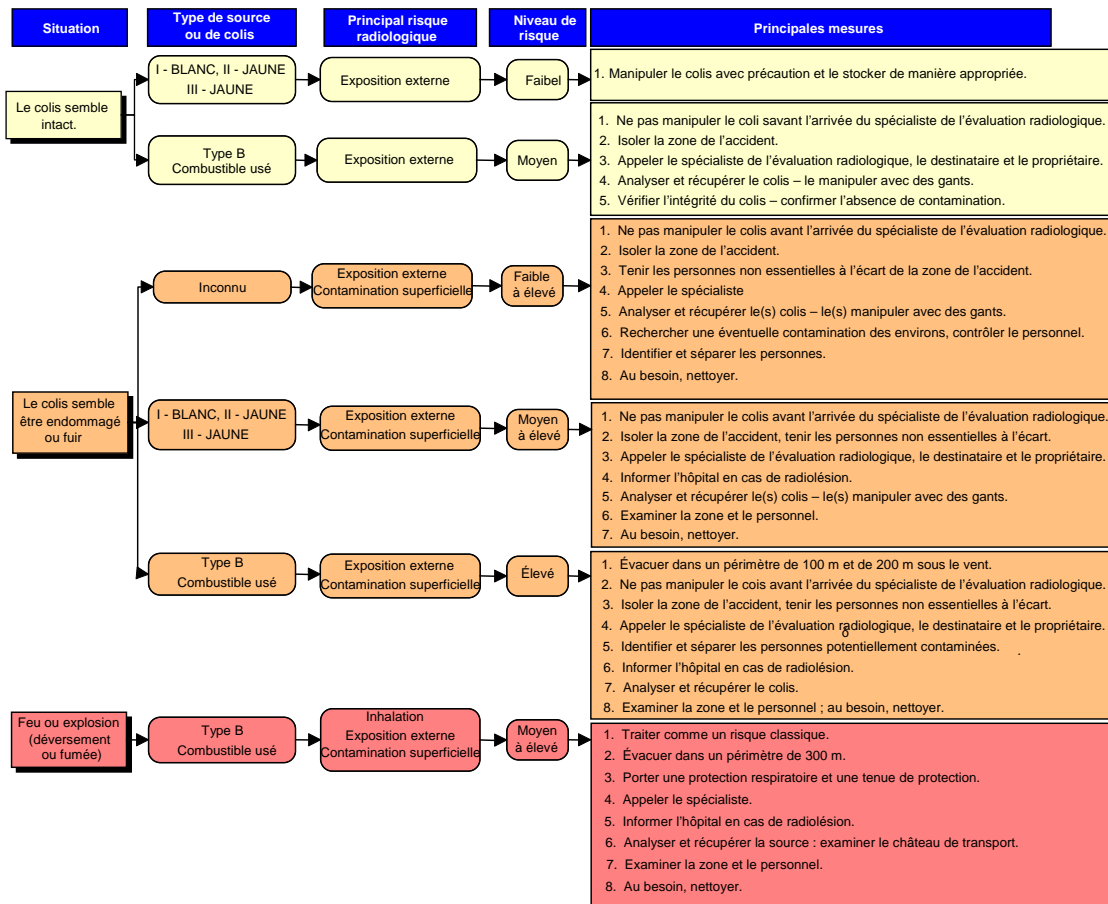 Situation
Type de source
ou de colis
Principal risque
radiologique
Niveau de
risque
Principales mesures
Le colis semble
intact.
I - BLANC, II - JAUNE
III - JAUNE
Exposition externe
Faibel
1. Manipuler le colis avec précaution et le stocker de manière appropriée.
Type B
Combustible usé
Exposition externe
Moyen
1. Ne pas manipuler le coli savant l’arrivée du spécialiste de l’évaluation radiologique.
2. Isoler la zone de l’accident.
3. Appeler le spécialiste de l’évaluation radiologique, le destinataire et le propriétaire.
4. Analyser et récupérer le colis – le manipuler avec des gants.
5. Vérifier l’intégrité du colis – confirmer l’absence de contamination.
Le colis semble
être endommagé
ou fuir
Inconnu
Exposition externe
Contamination superficielle
Faible
à élevé
1. Ne pas manipuler le colis avant l’arrivée du spécialiste de l’évaluation radiologique.
2. Isoler la zone de l’accident.
3. Tenir les personnes non essentielles à l’écart de la zone de l’accident.
4. Appeler le spécialiste
5. Analyser et récupérer le(s) colis – le(s) manipuler avec des gants.
6. Rechercher une éventuelle contamination des environs, contrôler le personnel.
7. Identifier et séparer les personnes.
8. Au besoin, nettoyer.
I - BLANC, II - JAUNE
III - JAUNE
Exposition externe
Contamination superficielle
Moyen
à élevé
1. Ne pas manipuler le colis avant l’arrivée du spécialiste de l’évaluation radiologique.
2. Isoler la zone de l’accident, tenir les personnes non essentielles à l’écart.
3. Appeler le spécialiste de l’évaluation radiologique, le destinataire et le propriétaire.
4. Informer l’hôpital en cas de radiolésion.
5. Analyser et récupérer le(s) colis – le(s) manipuler avec des gants.
6. Examiner la zone et le personnel.
7. Au besoin, nettoyer.
Type B
Combustible usé
Exposition externe
Contamination superficielle
Élevé
1. Évacuer dans un périmètre de 100 m et de 200 m sous le vent.
2. Ne pas manipuler le cois avant l’arrivée du spécialiste de l’évaluation radiologique.
3. Isoler la zone de l’accident, tenir les personnes non essentielles à l’écart.
4. Appeler le spécialiste de l’évaluation radiologique, le destinataire et le propriétaire.
5. Identifier et séparer les personnes potentiellement contaminées.
6. Informer l’hôpital en cas de radiolésion.
7. Analyser et récupérer le colis.
8. Examiner la zone et le personnel ; au besoin, nettoyer.
Feu ou explosion
(déversement
ou fumée)
Type B
Combustible usé
Inhalation
Exposition externe
Contamination superficielle
Moyen
à élevé
1. Traiter comme un risque classique.
2. Évacuer dans un périmètre de 300 m.
3. Porter une protection respiratoire et une tenue de protection.
4. Appeler le spécialiste.
5. Informer l’hôpital en cas de radiolésion.
6. Analyser et récupérer la source : examiner le château de transport.
7. Examiner la zone et le personnel.
8. Au besoin, nettoyer.